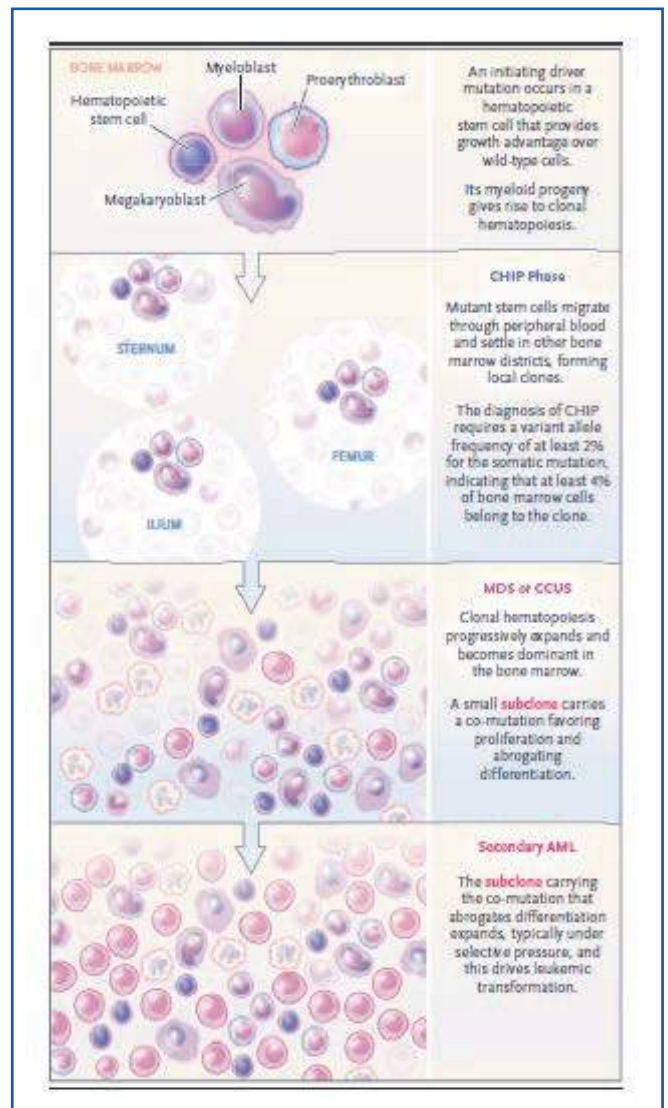 BONE MARROW
Myeloblast
Proerythroblast
Hematopoietic
stem cell
Megakaryoblast
An initiating driver
mutation occurs in a
hematopoietic
stem cell that provides
growth advantage over
wild-type cells.
Its myeloid progeny
gives rise to clonal
hematopoiesis.
STERNUM
FEMUR
ILIUM
CHIP Phase
Mutant stem cells migrate
through peripheral blood
and settle in other bone
marrow districts, forming
local clones.
The diagnosis of CHIP
requires a variant allele
frequency of at least 2%
for the somatic mutation,
indicating that at least 4%
of bone marrow cells
belong to the clone.
MDS or CCUS
Clonal hematopoiesis
progressively expands and
becomes dominant in
the bone marrow.
A small subclone carries
a co-mutation favoring
proliferation and
abrogating
differentiation.
Secondary AML
The subclone carrying
the co-mutation that
abrogates differentiation
expands, typically under
selective pressure, and
this drives leukemic
transformation.